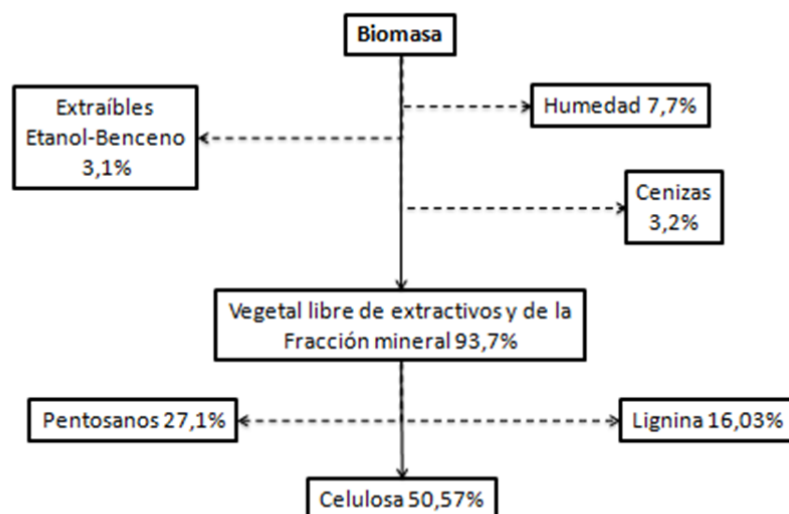 Biomasa
Extraíbles
Etanol-Benceno
3,1%
Humedad 7,7%
Cenizas
3,2%
Vegetal libre de extractivos y de la
Fracción mineral 93,7%
Pentosanos 27,1%
Lignina 16,03%
Celulosa 50,57%